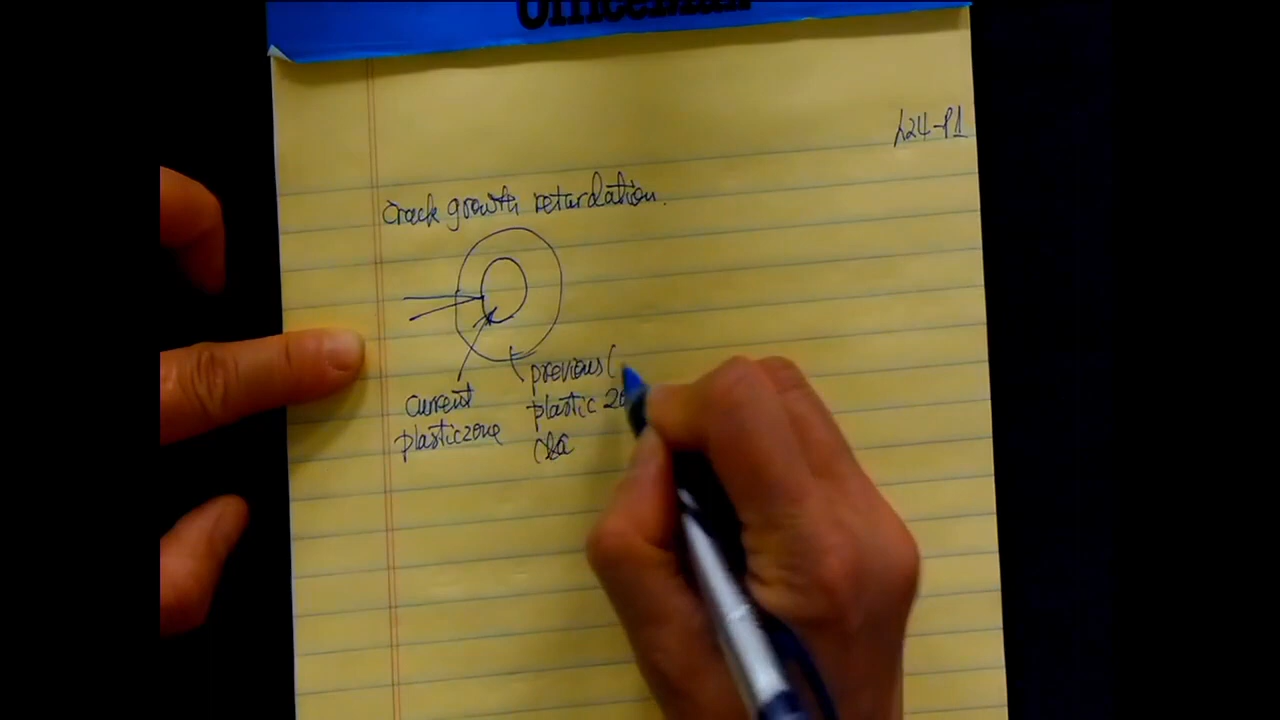 L24-P1
Crack growth retardation.
previous (
current plastic
plasticzone